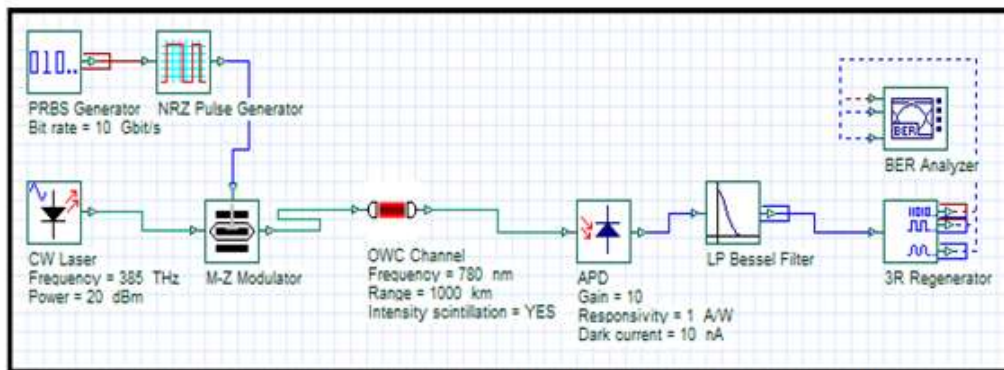 010..
PRBS Generator
Bit rate = 10 Gbit/s
NRZ Pulse Generator
BER
BER Analyzer
CW Laser
Frequency = 385 THz
Power = 20 dBm
M-Z Modulator
OWC Channel
Frequency = 780 nm
Range = 1000 km
Intensity scintillation = YES
APD
Gain = 10
Responsivity = 1 A/W
Dark current = 10 nA
LP Bessel Filter
3R Regenerator